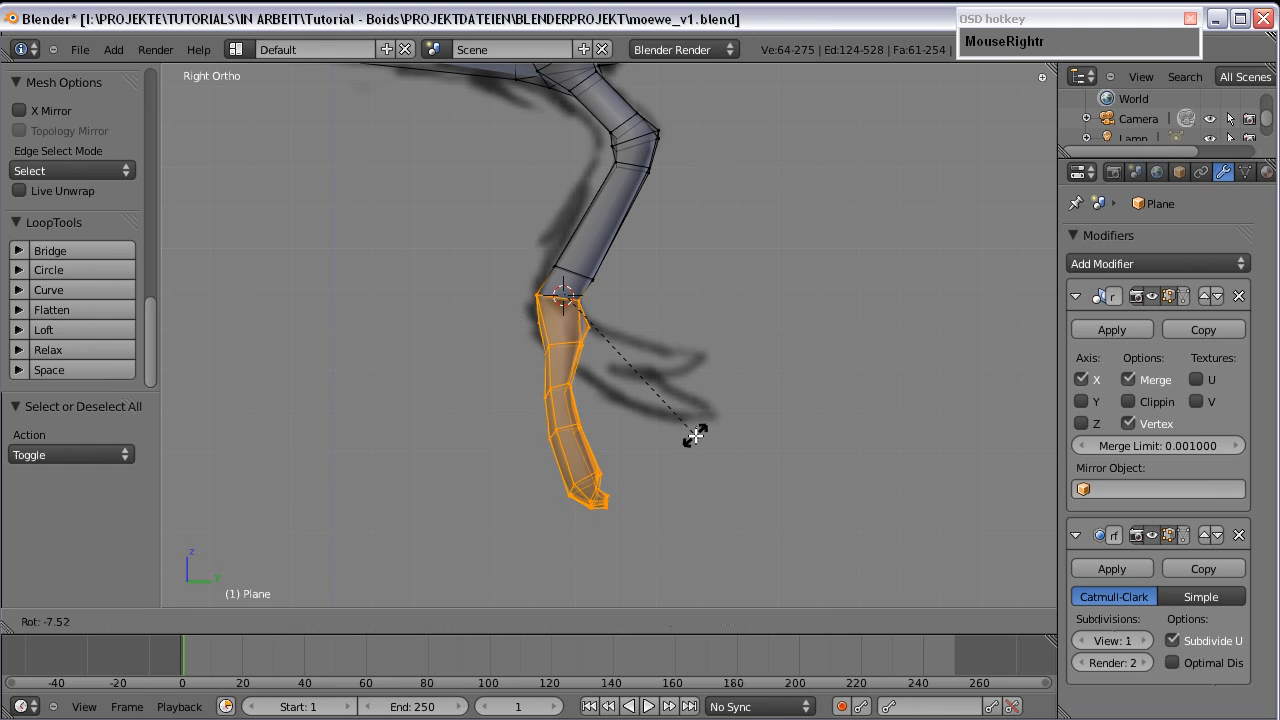 Blender* [I:\PROJEKTE\TUTORIALS\IN ARBEIT\Tutorial - Boids\PROJEKTDATEIEN\BLENDERPROJEKT\moewe_v1.blend]
OSD hotkey
MouseRightr
File Add Render Help Default Scene Blender Render Ve:64-275 | Ed:124-528 | Fa:61-254 |
View Search All Scenes
World
Camera
Lamp
Mesh Options
X Mirror
Topology Mirror
Edge Select Mode
Select
Live Unwrap
LoopTools
Bridge
Circle
Curve
Flatten
Loft
Relax
Space
Select or Deselect All
Action
Toggle
Right Ortho
z
y
(1) Plane
Rot: -7.52
Plane
Modifiers
Add Modifier
r
Apply Copy
Axis: Options: Textures:
X Merge U
Y Clippin V
Z Vertex
Merge Limit: 0.001000
Mirror Object:
rf
Apply Copy
Catmull-Clark Simple
Subdivisions: Options:
View: 1 Subdivide U
Render: 2 Optimal Dis
-40 -20 0 20 40 60 80 100 120 140 160 180 200 220 240 260
View Frame Playback Start: 1 End: 250 1 No Sync